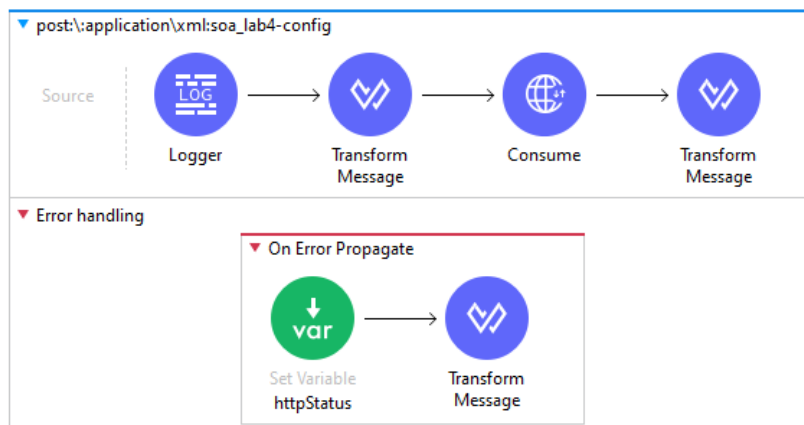 post:\:application\xml:soa_lab4-config
Source
LOG
Logger
Transform
Message
Consume
Transform
Message
Error handling
On Error Propagate
var
Set Variable
httpStatus
Transform
Message